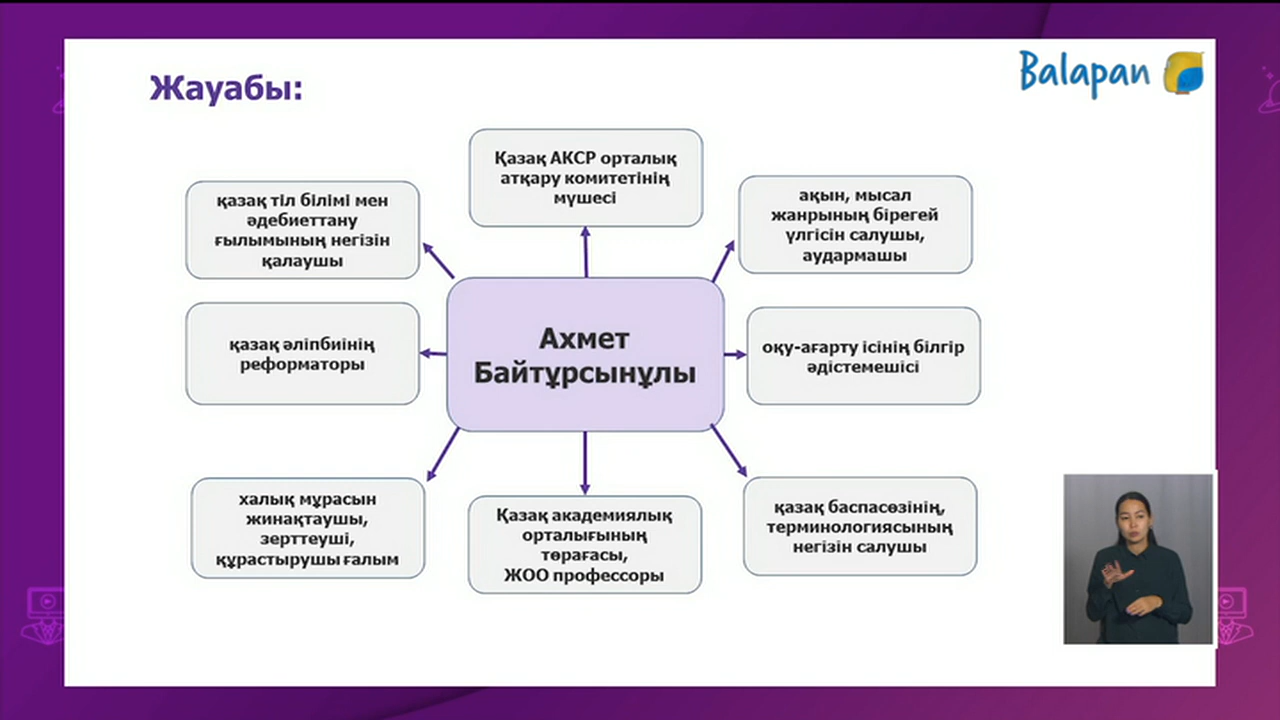 Жауабы:
Balapan
Қазақ АКСР орталық
атқару комитетінің
мүшесі
қазақ тіл білімі мен
әдебиеттану
ғылымының негізін
қалаушы
ақын, мысал
жанрының бірегей
үлгісін салушы,
аудармашы
қазақ әліпбиінің
реформаторы
Ахмет
Байтұрсынұлы
оқу-ағарту ісінің білгір
әдістемешісі
халық мұрасын
жинақтаушы,
зерттеуші,
құрастырушы ғалым
Қазақ академиялық
орталығының
төрағасы,
ЖОО профессоры
қазақ баспасөзінің,
терминологиясының
негізін салушы